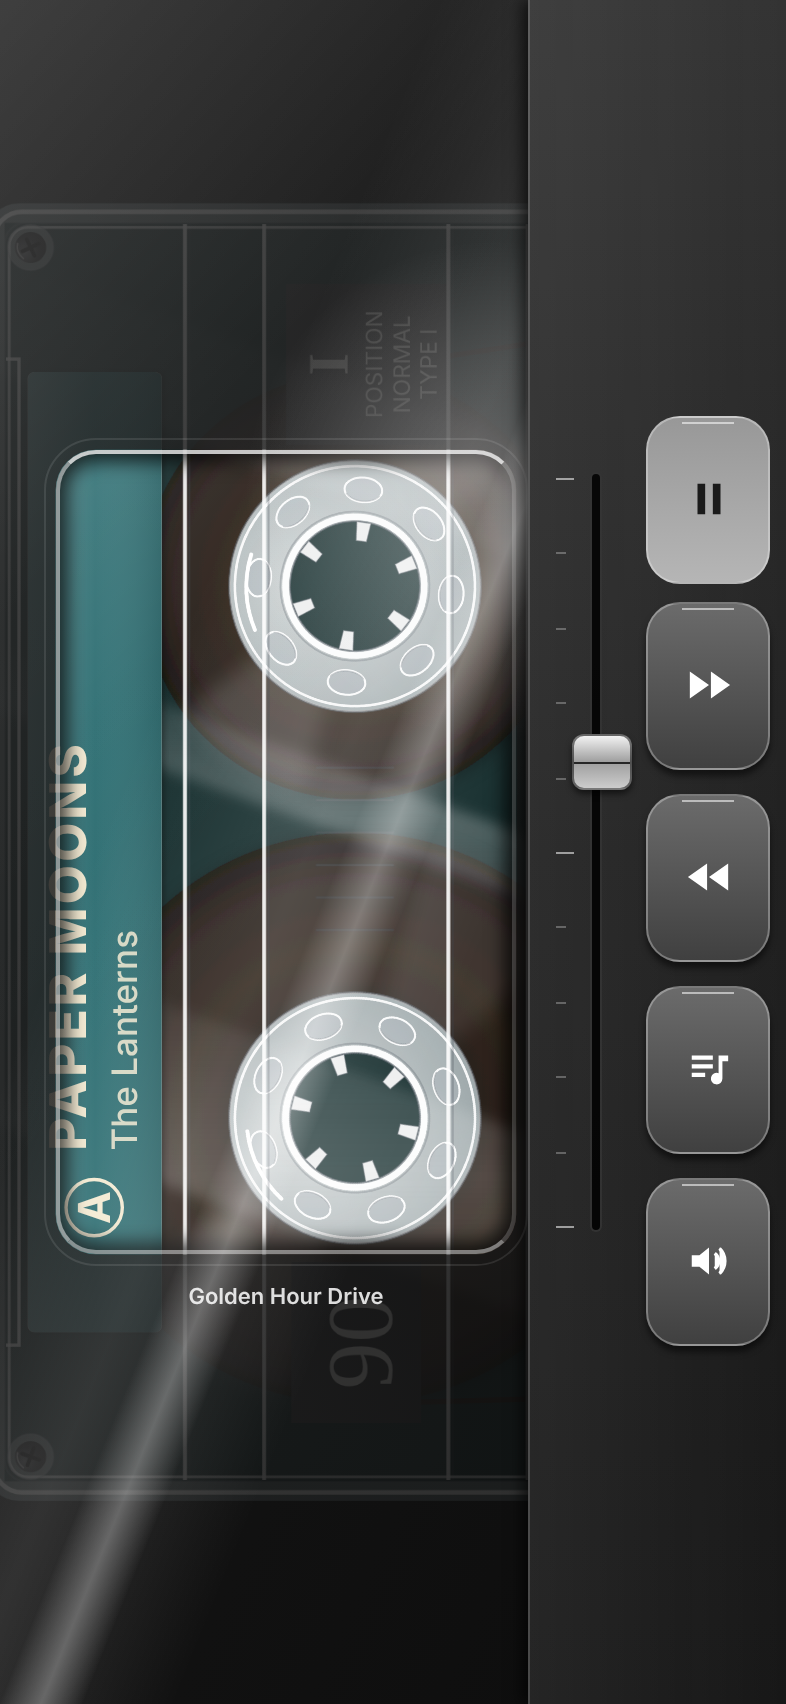 PAPER MOONS
The Lanterns
A
I
POSITION
NORMAL
TYPE I
Golden Hour Drive
90